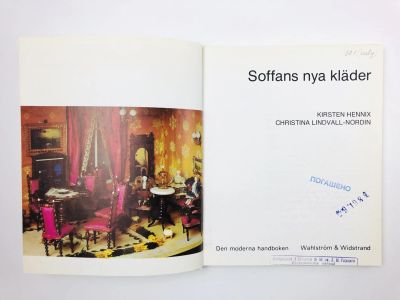 Soffans nya kläder
KIRSTEN HENNIX
CHRISTINA LINDVALL-NORDIN
ПОГАШЕНО
Den moderna handboken Wahlström & Widstrand